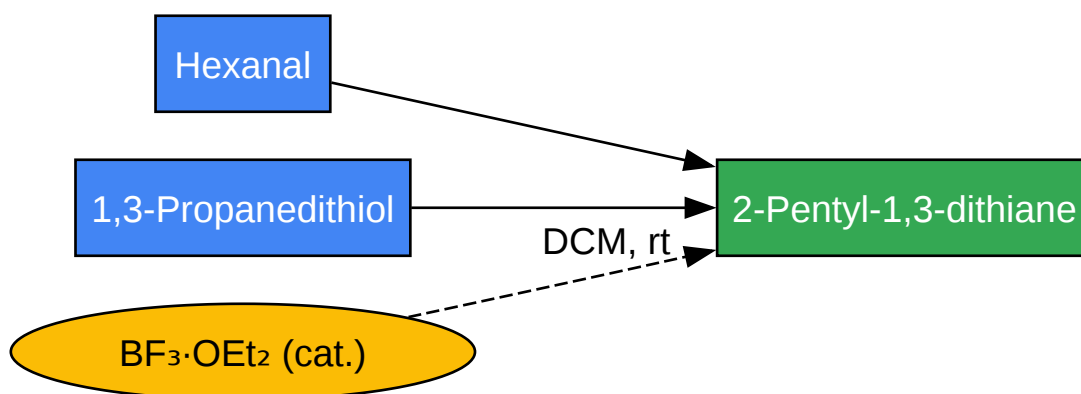 Hexanal
1,3-Propanedithiol
2-Pentyl-1,3-dithiane
DCM, rt
BF₃·OEt₂ (cat.)